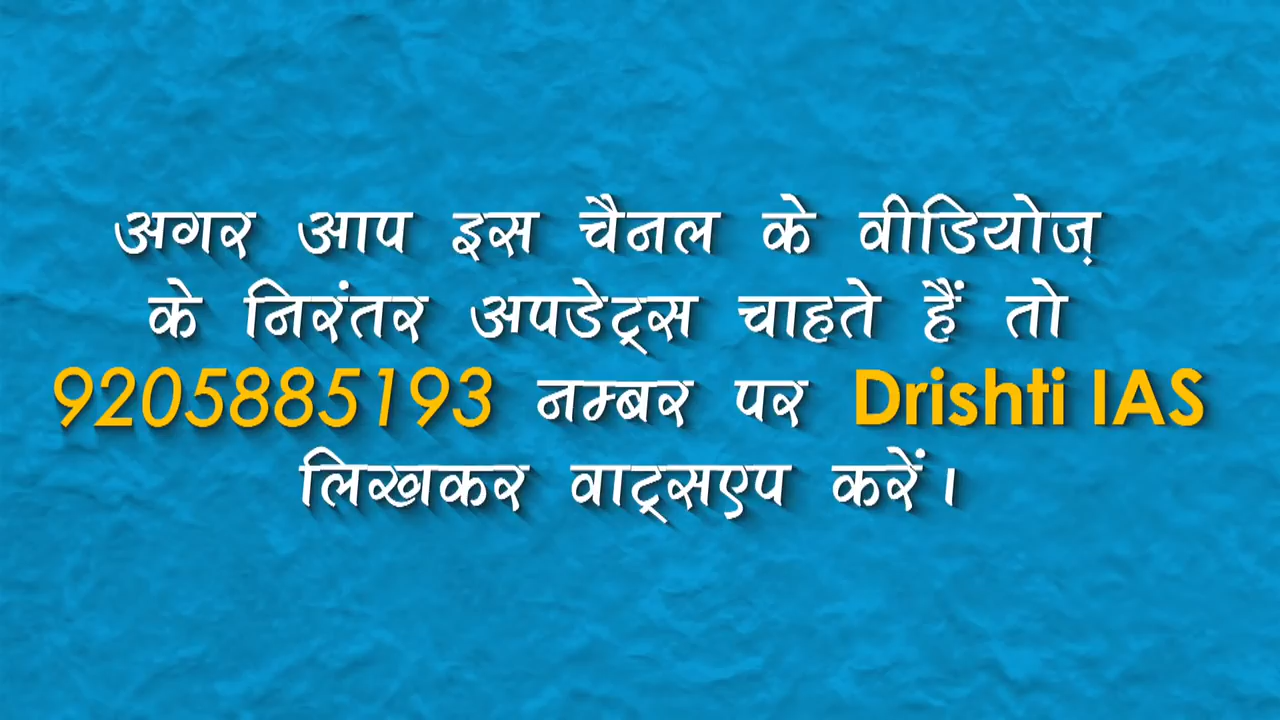 अगर आप इस चैनल के वीडियोज़
के निरंतर अपडेट्स चाहते हैं तो
9205885193 नम्बर पर Drishti IAS
लिखकर वाट्सएप करें।